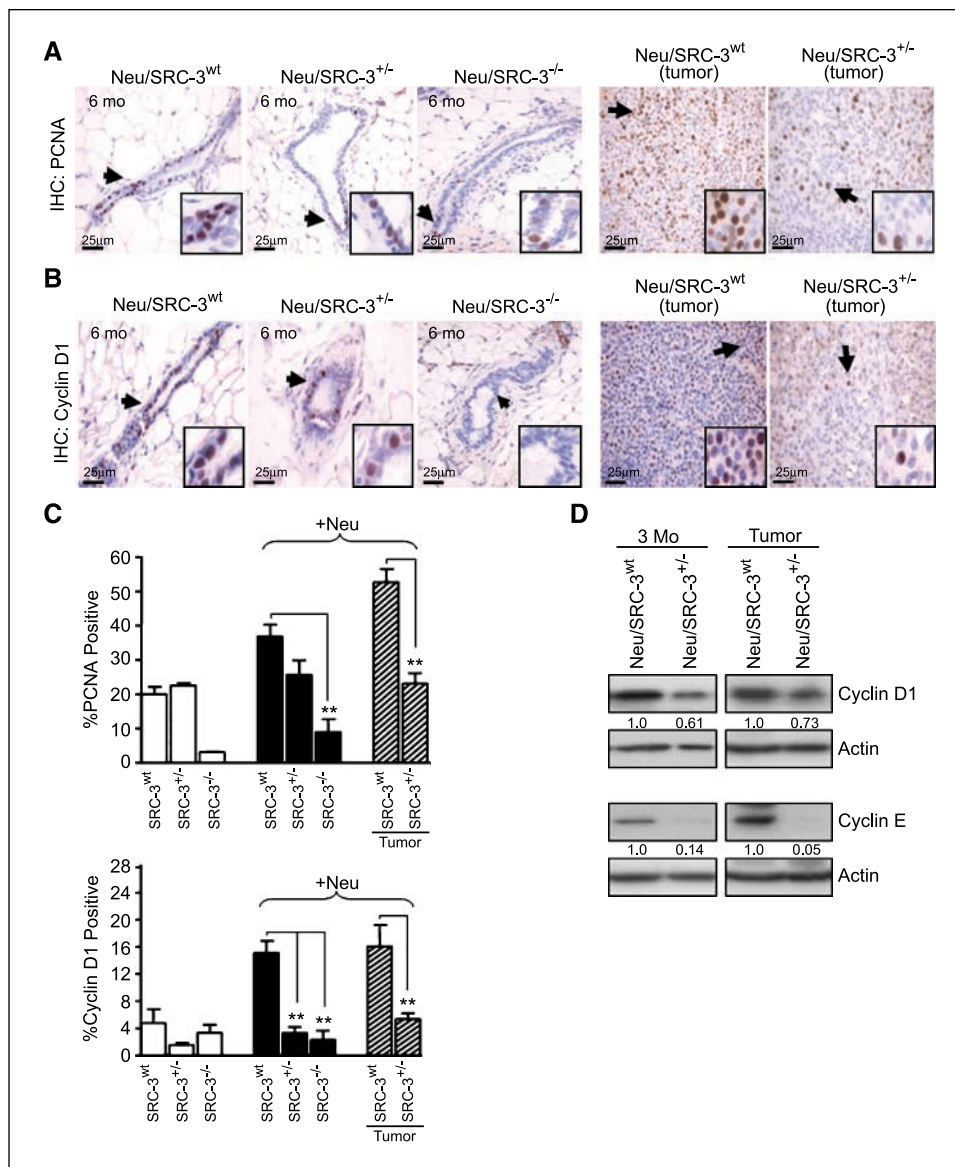 A
Neu/SRC-3wt
Neu/SRC-3+/-
Neu/SRC-3-/-
Neu/SRC-3wt
(tumor)
Neu/SRC-3+/-
(tumor)
IHC: PCNA
6 mo
6 mo
6 mo
25μm
25μm
25μm
25μm
25μm
B
Neu/SRC-3wt
Neu/SRC-3+/-
Neu/SRC-3-/-
Neu/SRC-3wt
(tumor)
Neu/SRC-3+/-
(tumor)
IHC: Cyclin D1
6 mo
6 mo
6 mo
25μm
25μm
25μm
25μm
25μm
C
+Neu
%PCNA Positive
60
50
40
30
20
10
0
**
**
SRC-3wt
SRC-3+/-
SRC-3-/-
SRC-3wt
SRC-3+/-
SRC-3-/-
SRC-3wt
SRC-3+/-
Tumor
+Neu
%Cyclin D1 Positive
28
24
20
16
12
8
4
0
**
**
**
SRC-3wt
SRC-3+/-
SRC-3-/-
SRC-3wt
SRC-3+/-
SRC-3-/-
SRC-3wt
SRC-3+/-
Tumor
D
3 Mo
Tumor
Neu/SRC-3wt
Neu/SRC-3+/-
Neu/SRC-3wt
Neu/SRC-3+/-
Cyclin D1
1.0 0.61 1.0 0.73
Actin
Cyclin E
1.0 0.14 1.0 0.05
Actin